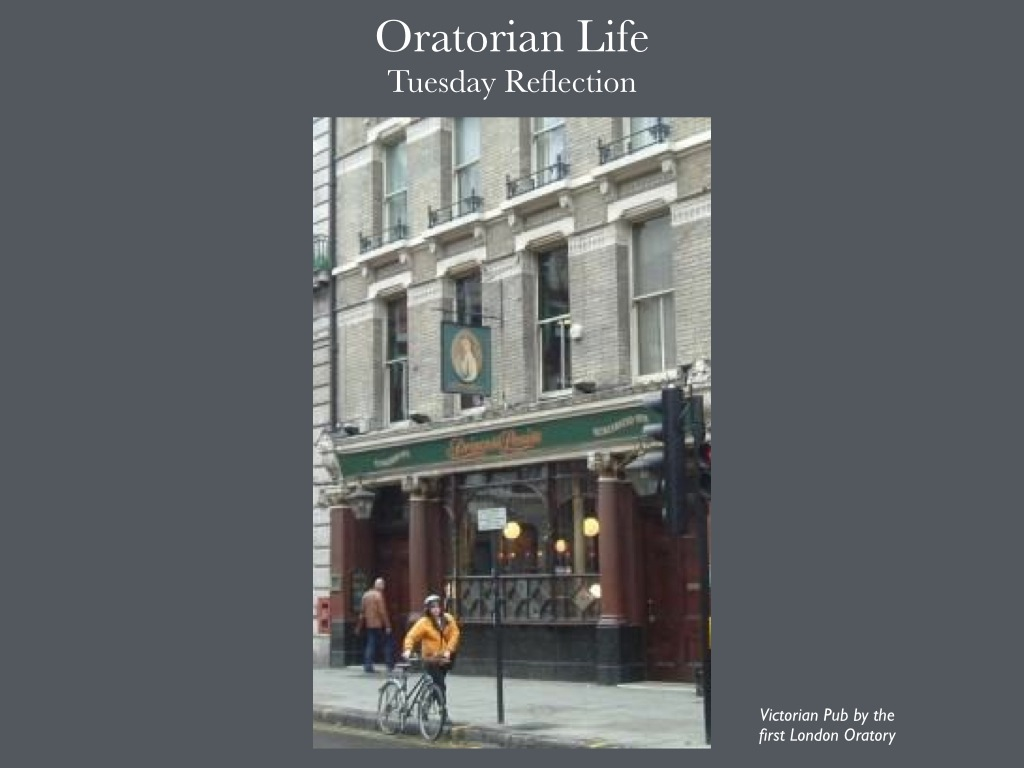 Oratorian Life
Tuesday Reflection
Victorian Pub by the
first London Oratory